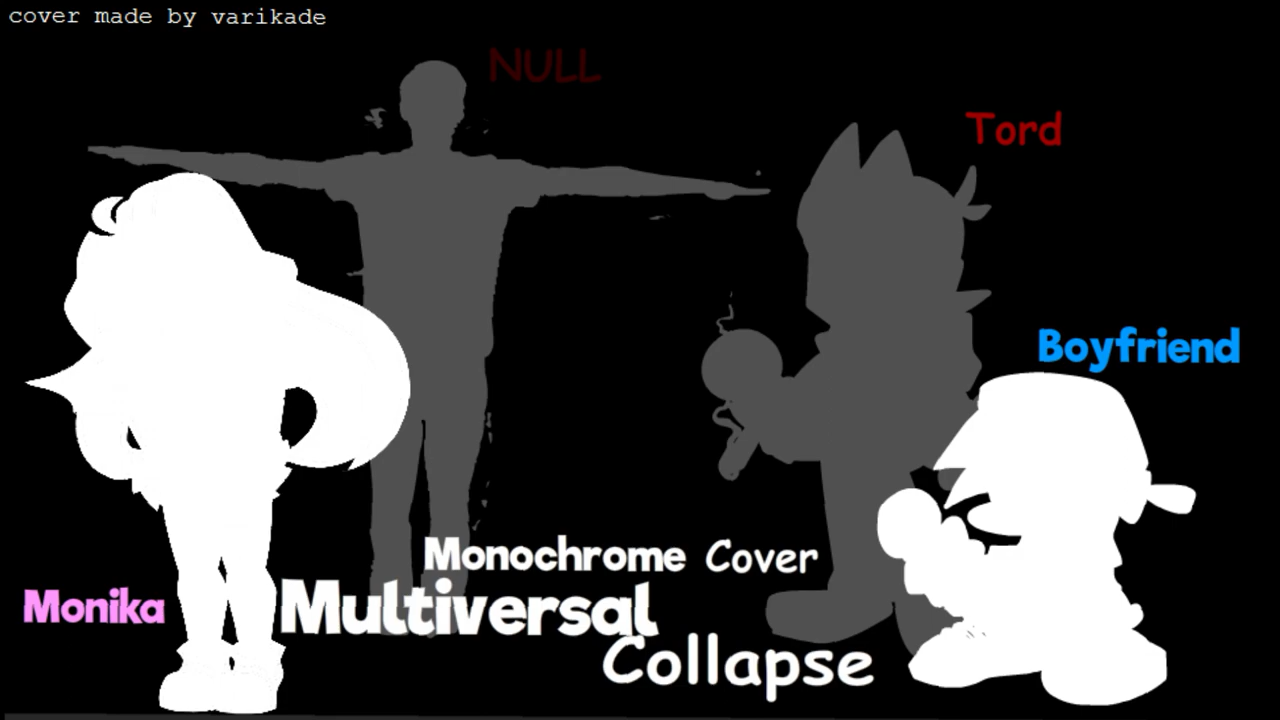 cover made by varikade
NULL
Tord
Boyfriend
Monochrome Cover
Monika
Multiversal
Collapse